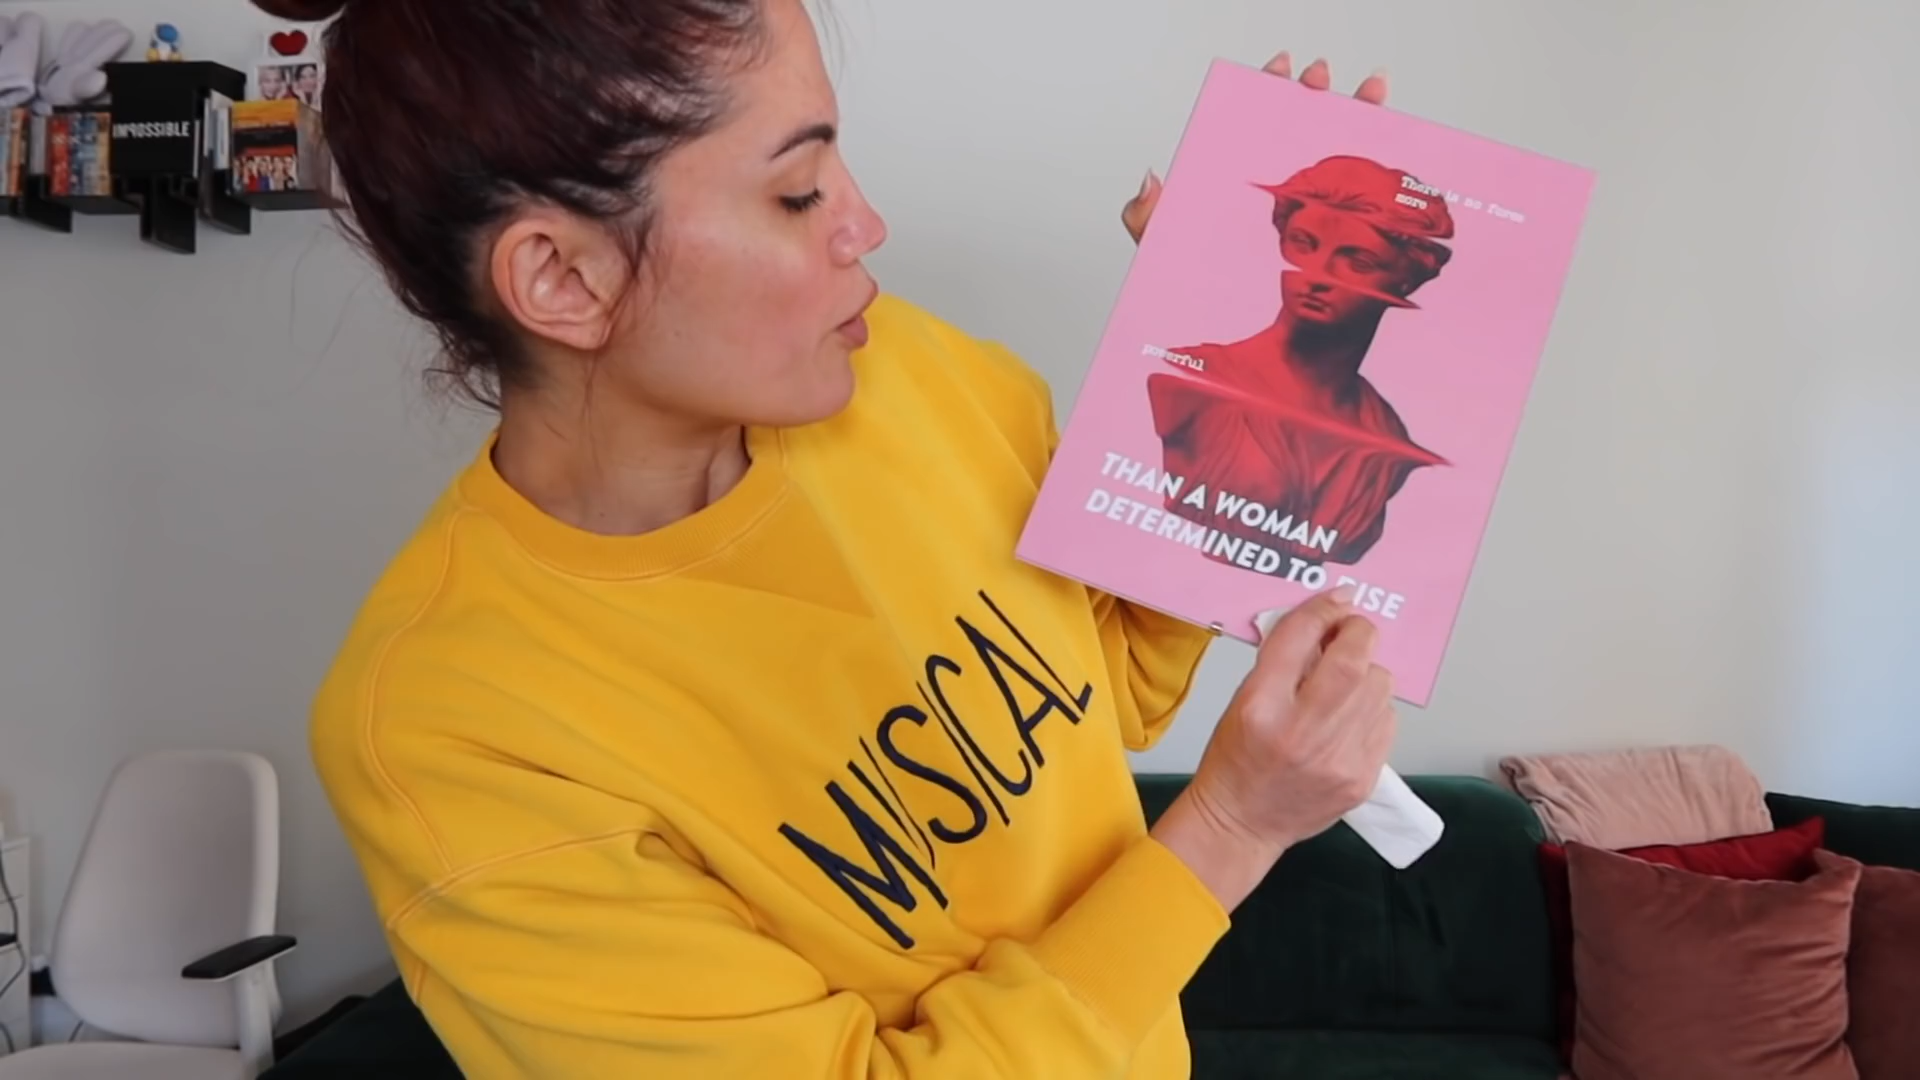 IMPOSSIBLE
There is no force
more
powerful
THAN A WOMAN
DETERMINED TO RISE
MUSICAL